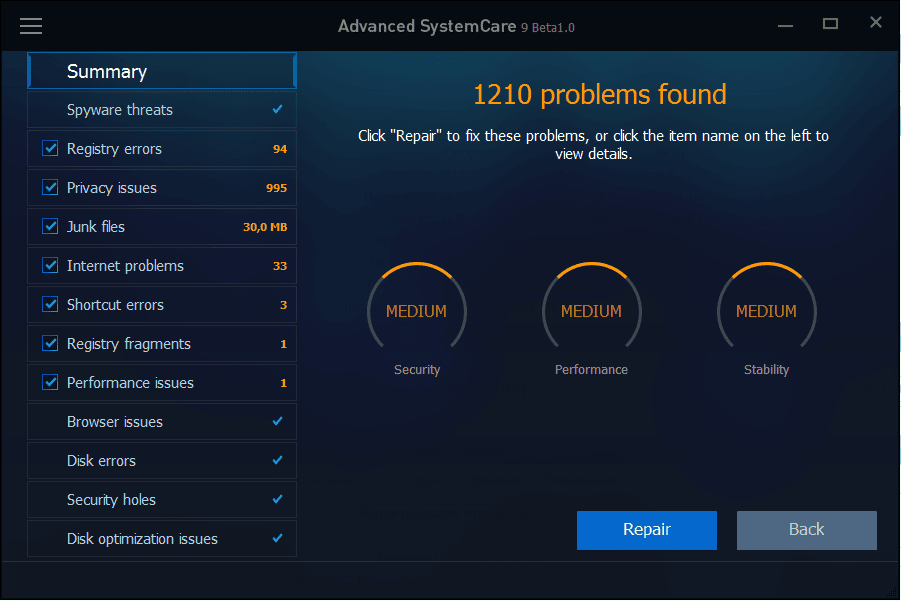 Advanced SystemCare 9 Beta1.0
Summary
Spyware threats
Registry errors 94
Privacy issues 995
Junk files 30,0 MB
Internet problems 33
Shortcut errors 3
Registry fragments 1
Performance issues 1
Browser issues
Disk errors
Security holes
Disk optimization issues
1210 problems found
Click "Repair" to fix these problems, or click the item name on the left to
view details.
MEDIUM MEDIUM MEDIUM
Security Performance Stability
Repair Back